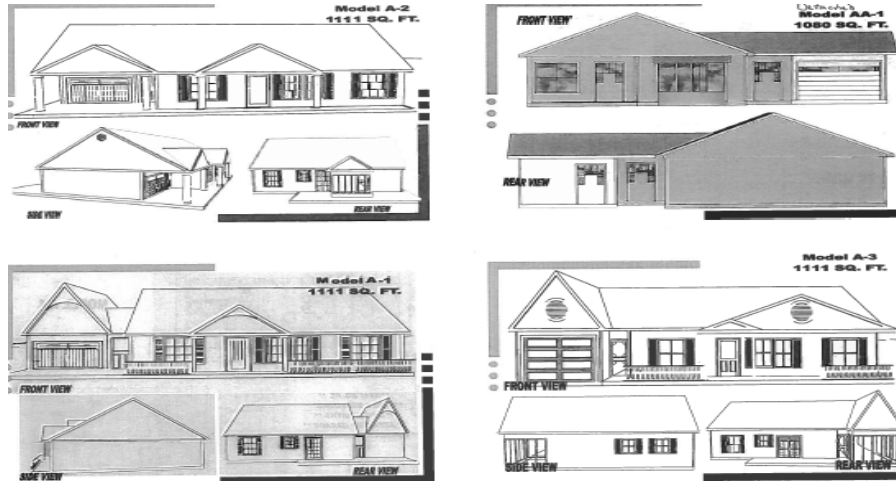 Model A-2
1111 SQ. FT.
FRONT VIEW
SIDE VIEW
REAR VIEW
Detached
Model AA-1
1080 SQ. FT.
FRONT VIEW
REAR VIEW
Model A-1
1111 SQ. FT.
FRONT VIEW
SIDE VIEW
REAR VIEW
Model A-3
1111 SQ. FT.
FRONT VIEW
SIDE VIEW
REAR VIEW